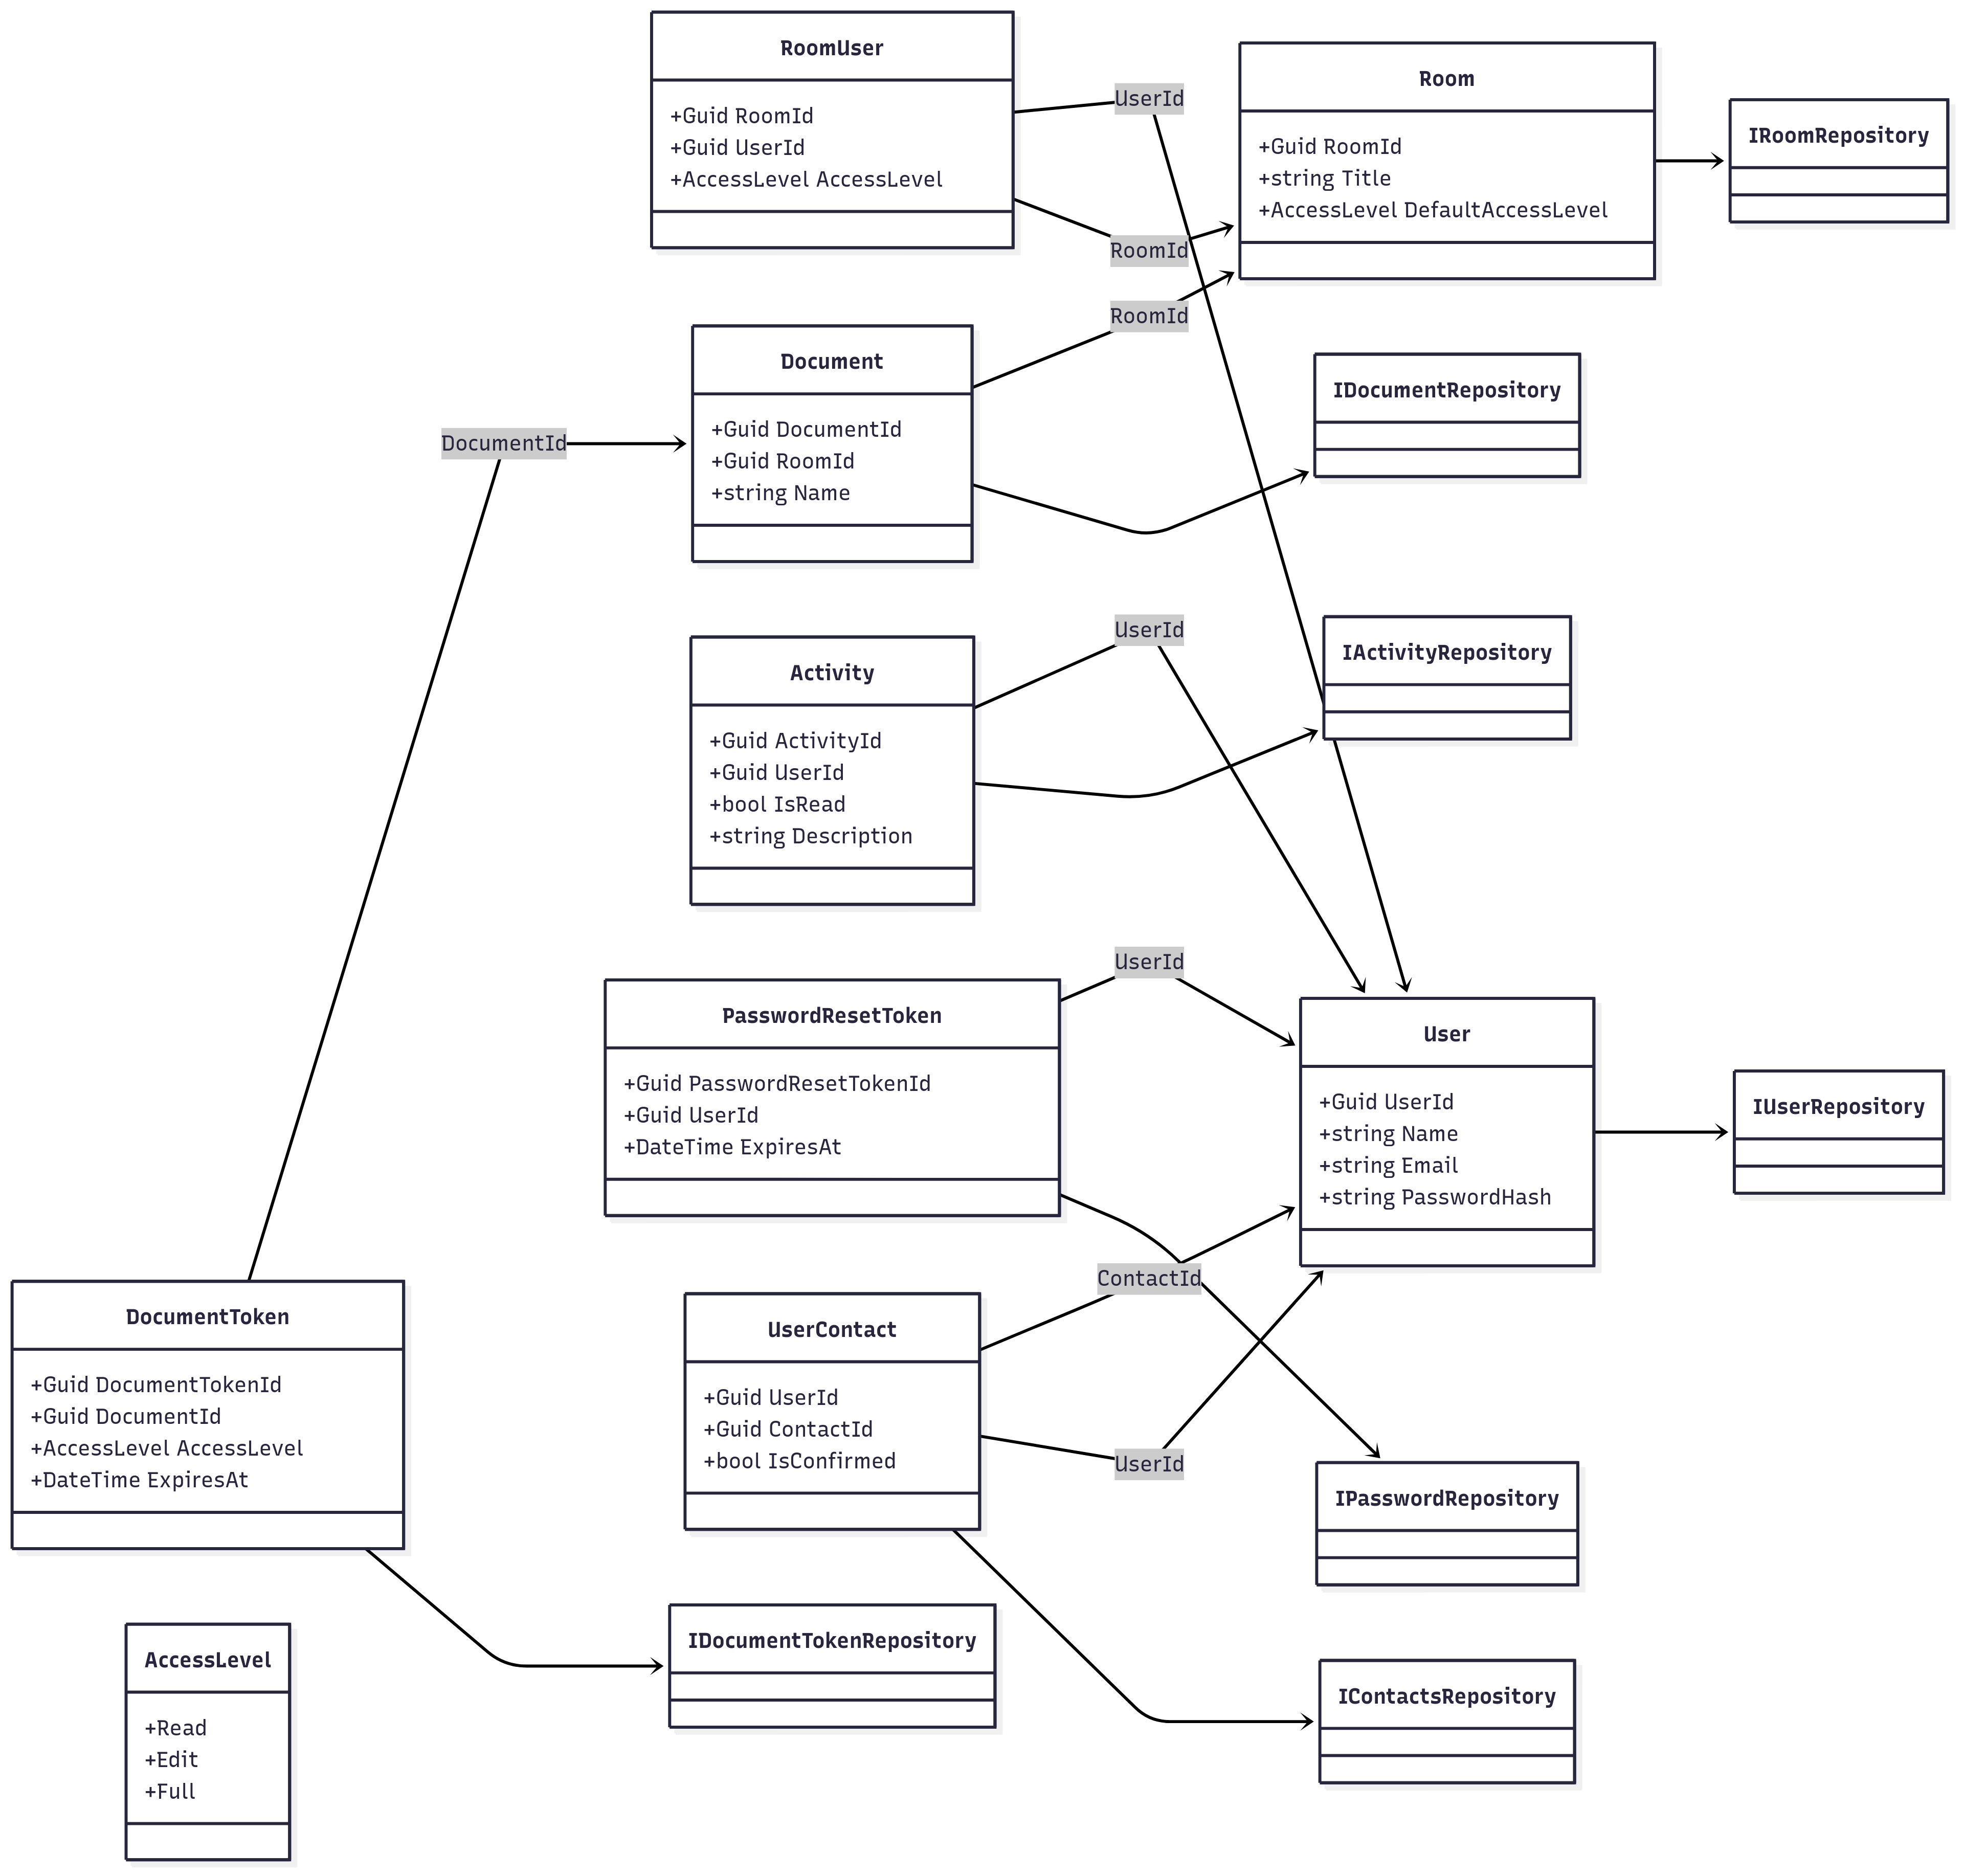 RoomUser
+Guid RoomId
+Guid UserId
+AccessLevel AccessLevel
UserId
RoomId
Room
+Guid RoomId
+string Title
+AccessLevel DefaultAccessLevel
IRoomRepository
RoomId
Document
+Guid DocumentId
+Guid RoomId
+string Name
IDocumentRepository
DocumentId
UserId
Activity
+Guid ActivityId
+Guid UserId
+bool IsRead
+string Description
IActivityRepository
UserId
PasswordResetToken
+Guid PasswordResetTokenId
+Guid UserId
+DateTime ExpiresAt
User
+Guid UserId
+string Name
+string Email
+string PasswordHash
IUserRepository
ContactId
DocumentToken
+Guid DocumentTokenId
+Guid DocumentId
+AccessLevel AccessLevel
+DateTime ExpiresAt
UserContact
+Guid UserId
+Guid ContactId
+bool IsConfirmed
UserId
IPasswordRepository
IDocumentTokenRepository
IContactsRepository
AccessLevel
+Read
+Edit
+Full